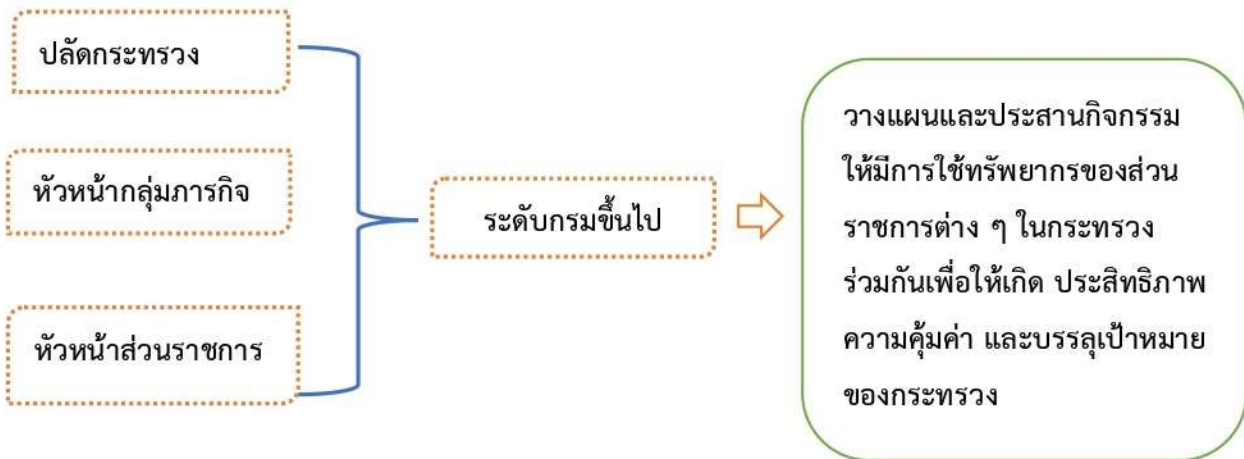 ปลัดกระทรวง
หัวหน้ากลุ่มภารกิจ
หัวหน้าส่วนราชการ
ระดับกรมขึ้นไป
วางแผนและประสานกิจกรรม
ให้มีการใช้ทรัพยากรของส่วน
ราชการต่าง ๆ ในกระทรวง
ร่วมกันเพื่อให้เกิด ประสิทธิภาพ
ความคุ้มค่า และบรรลุเป้าหมาย
ของกระทรวง